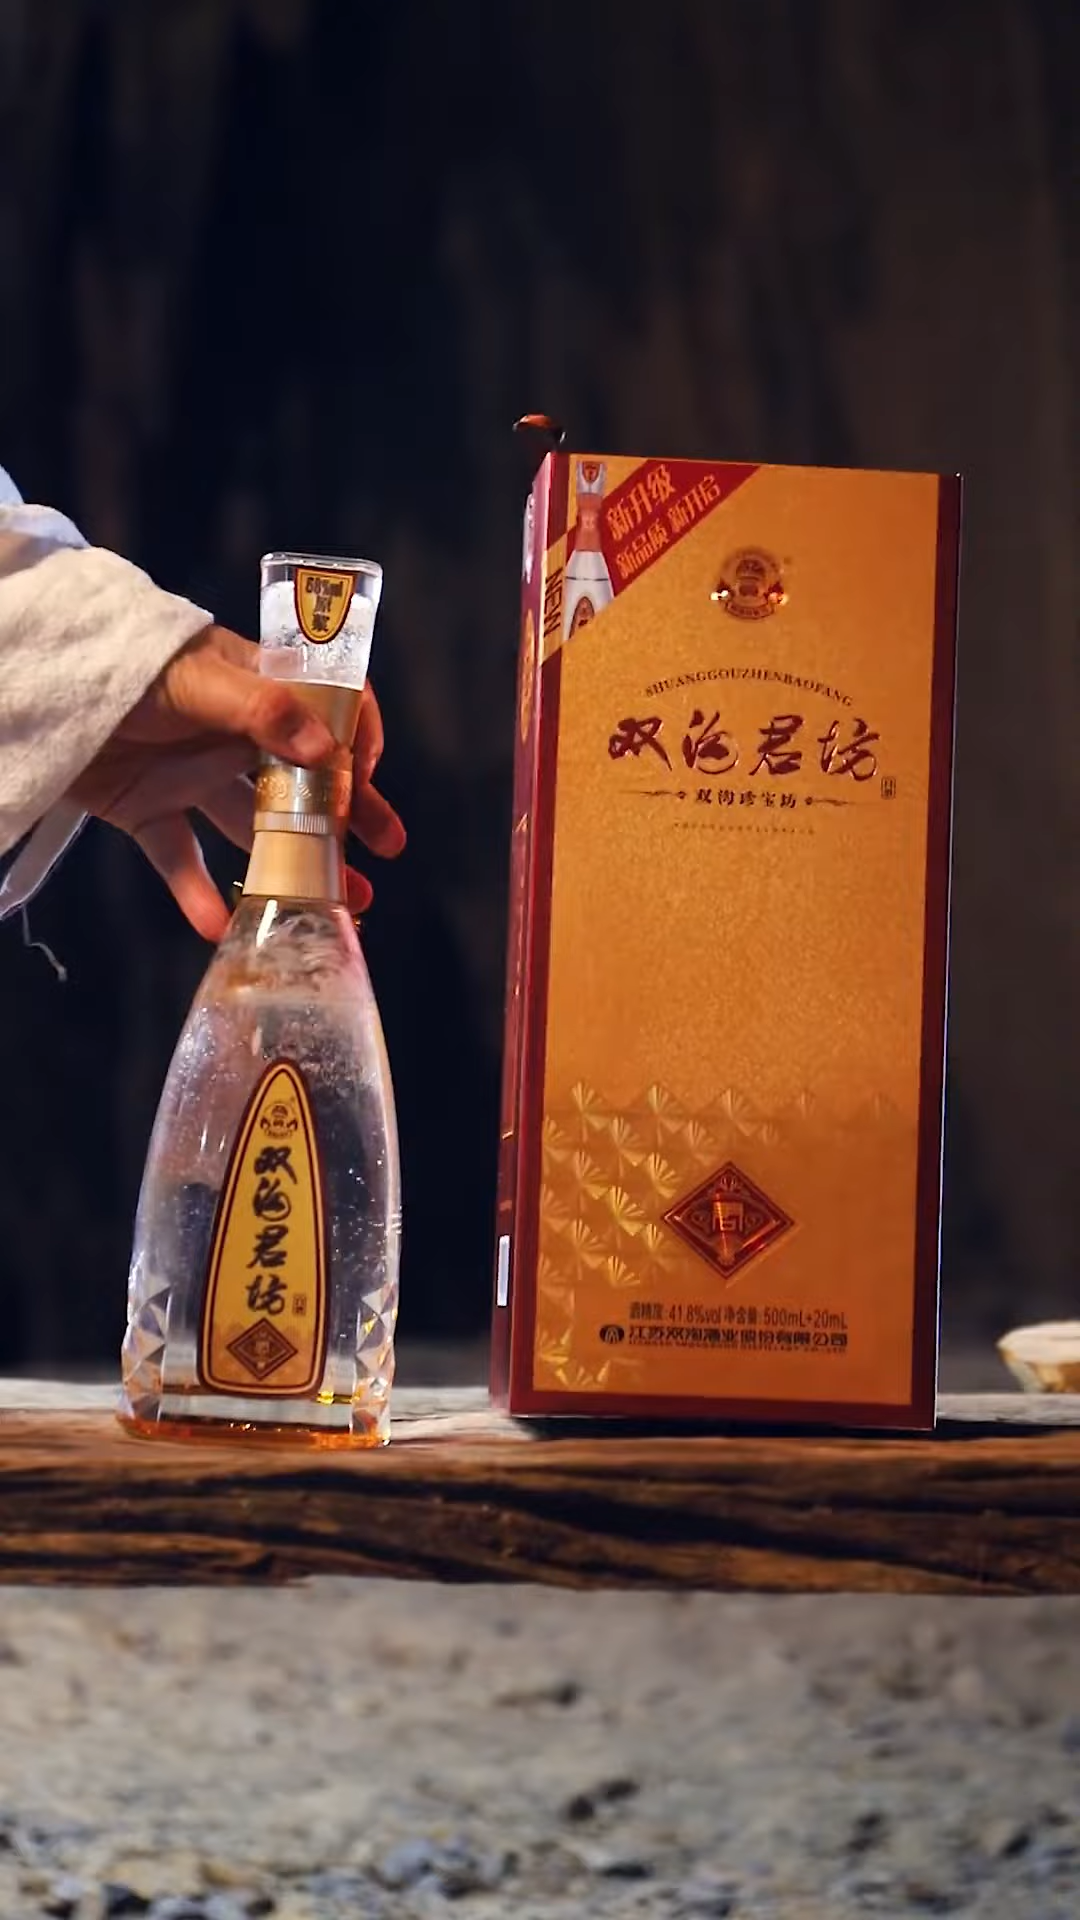 68%vol
原
浆
双
沟
君
坊
新升级
新品质 新开启
NEW
SHUANGGOUZHENBAOFANG
双沟君坊
双沟珍宝坊
酒精度:41.8%vol 净含量:500mL+20mL
江苏双沟酒业股份有限公司